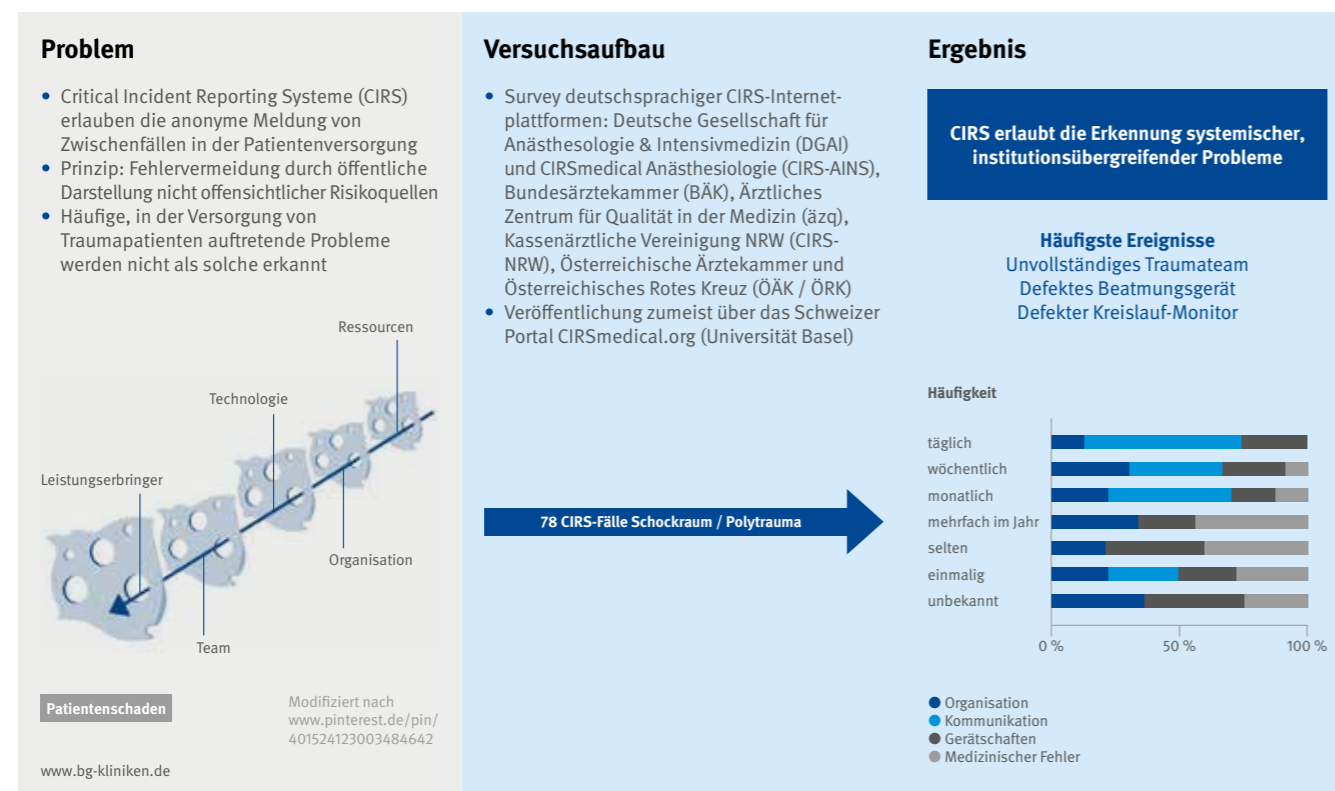 Problem
• Critical Incident Reporting Systeme (CIRS)
erlauben die anonyme Meldung von
Zwischenfällen in der Patientenversorgung
• Prinzip: Fehlervermeidung durch öffentliche
Darstellung nicht offensichtlicher Risikoquellen
• Häufige, in der Versorgung von
Traumapatienten auftretende Probleme
werden nicht als solche erkannt
Ressourcen
Technologie
Leistungserbringer
Organisation
Team
Patientenschaden
Modifiziert nach
www.pinterest.de/pin/
401524123003484642
www.bg-kliniken.de
Versuchsaufbau
• Survey deutschsprachiger CIRS-Internet-
plattformen: Deutsche Gesellschaft für
Anästhesologie & Intensivmedizin (DGAI)
und CIRSmedical Anästhesiologie (CIRS-AINS),
Bundesärztekammer (BÄK), Ärztliches
Zentrum für Qualität in der Medizin (äzq),
Kassenärztliche Vereinigung NRW (CIRS-
NRW), Österreichische Ärztekammer und
Österreichisches Rotes Kreuz (ÖÄK / ÖRK)
• Veröffentlichung zumeist über das Schweizer
Portal CIRSmedical.org (Universität Basel)
78 CIRS-Fälle Schockraum / Polytrauma
Ergebnis
CIRS erlaubt die Erkennung systemischer,
institutionsübergreifender Probleme
Häufigste Ereignisse
Unvollständiges Traumateam
Defektes Beatmungsgerät
Defekter Kreislauf-Monitor
Häufigkeit
täglich
wöchentlich
monatlich
mehrfach im Jahr
selten
einmalig
unbekannt
0 % 50 % 100 %
Organisation
Kommunikation
Gerätschaften
Medizinischer Fehler